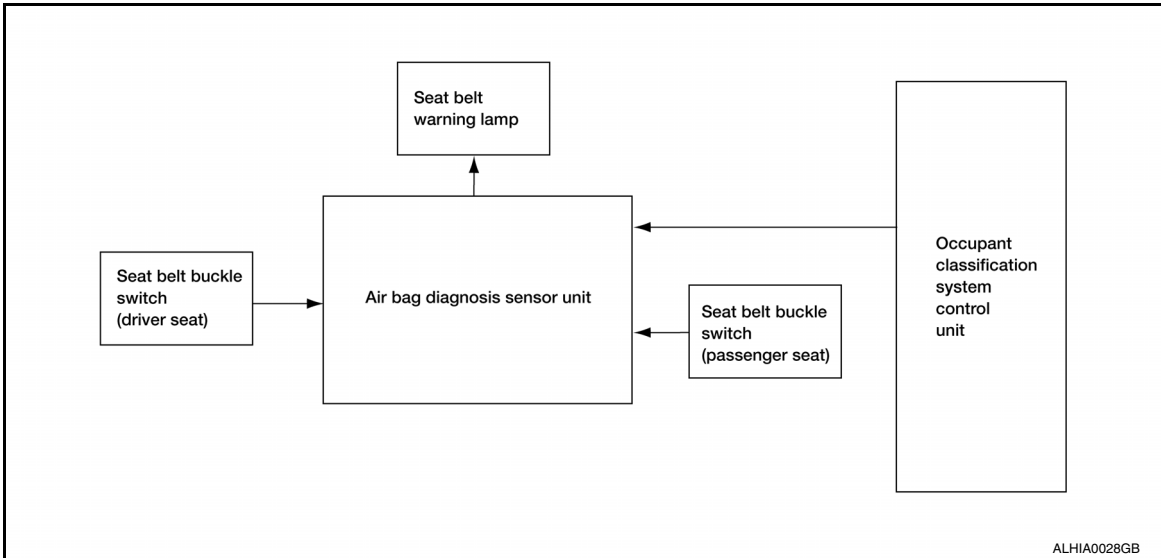 Seat belt
warning lamp
Seat belt buckle
switch
(driver seat)
Air bag diagnosis sensor unit
Seat belt buckle
switch
(passenger seat)
Occupant
classification
system
control
unit
ALHIA0028GB